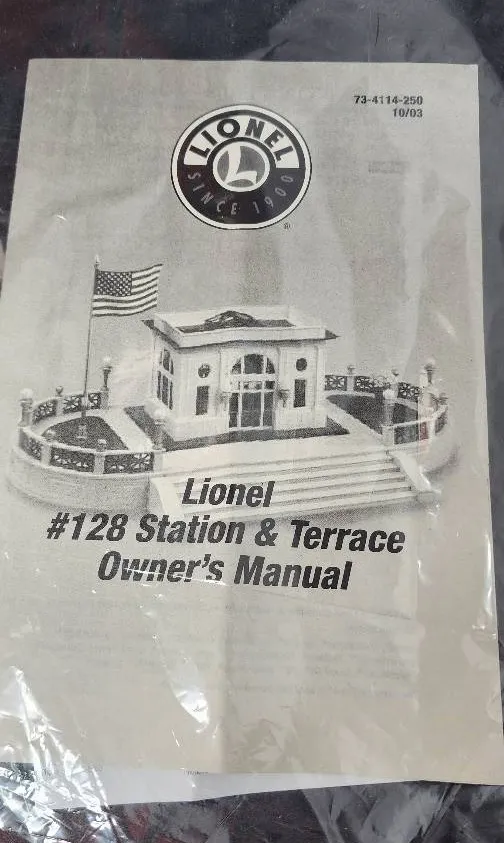 73-4114-250
10/03
LIONEL
L
SINCE 1900
®
Lionel
#128 Station & Terrace
Owner's Manual